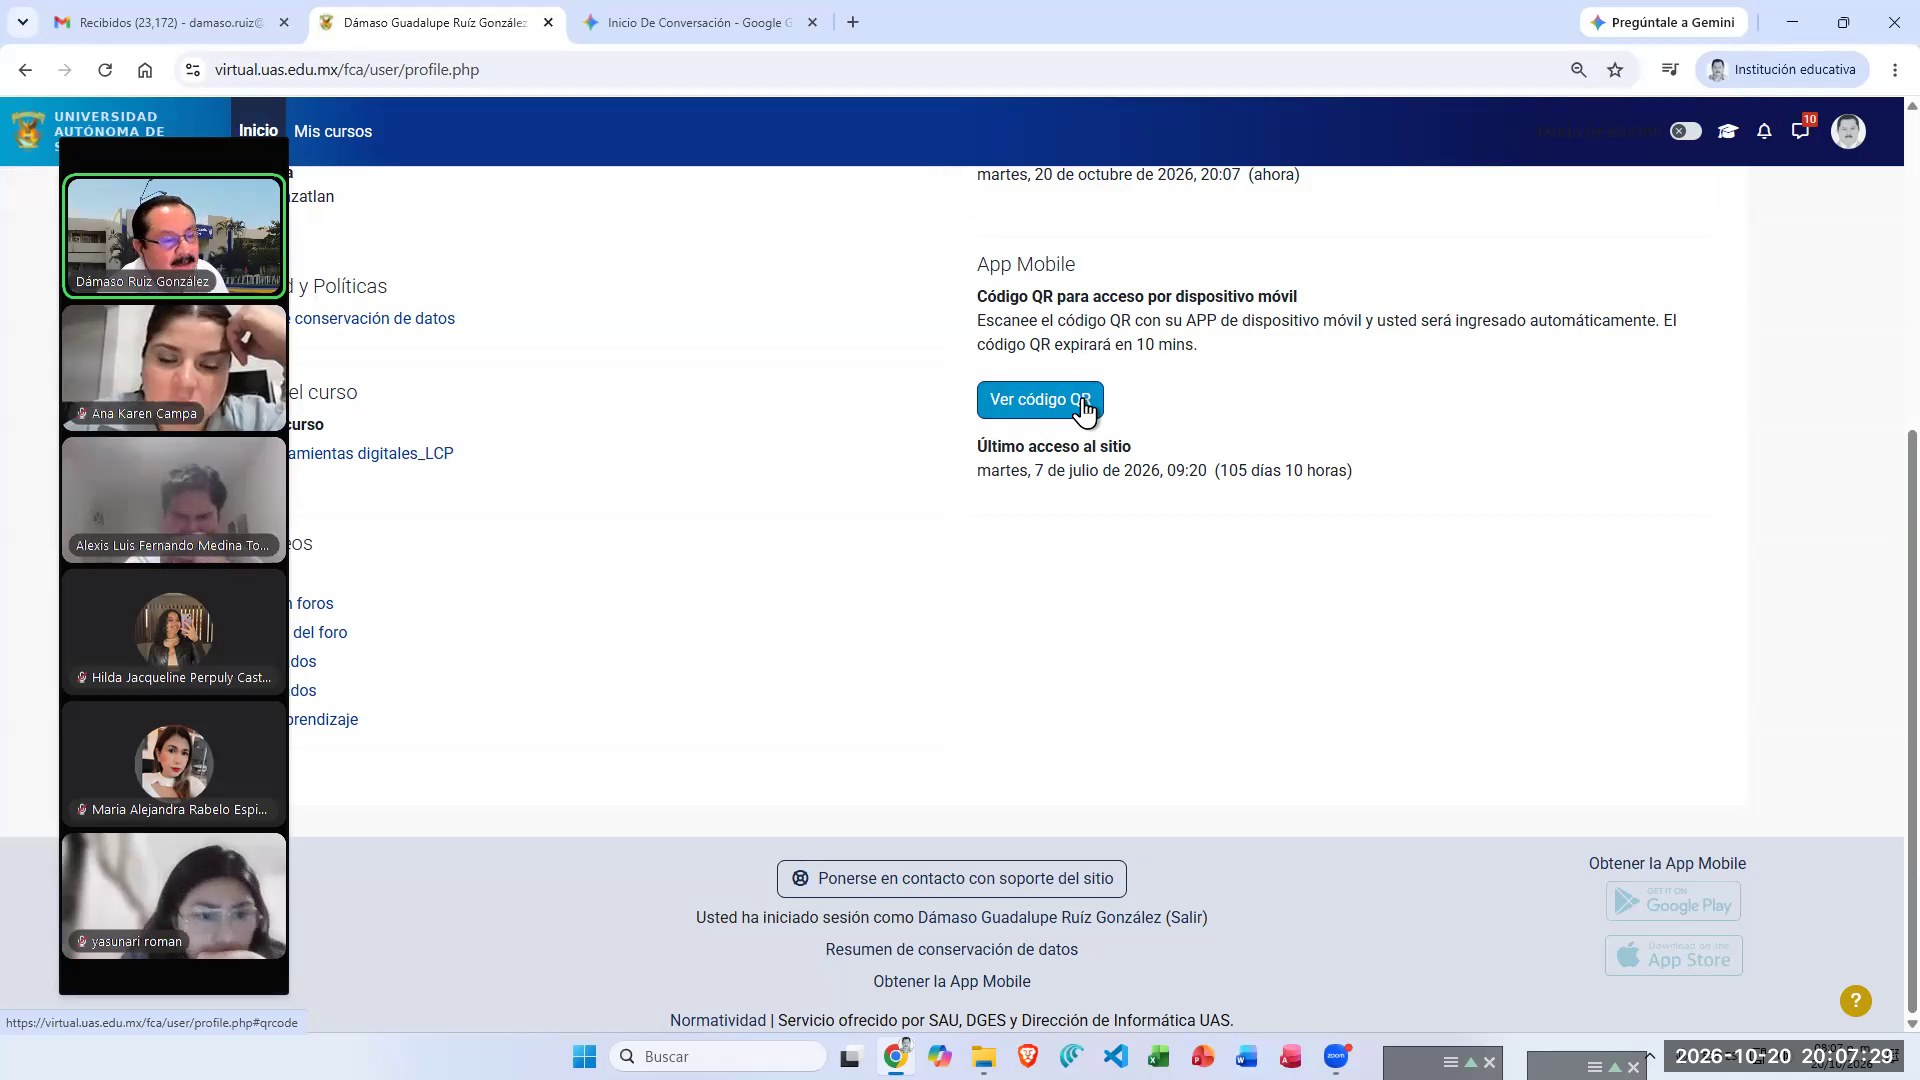 Recibidos (23,172) - damaso.ruiz@
Dámaso Guadalupe Ruíz González
Inicio De Conversación - Google G
Pregúntale a Gemini
virtual.uas.edu.mx/fca/user/profile.php
Institución educativa
UNIVERSIDAD
AUTÓNOMA DE
Inicio
Mis cursos
10
martes, 20 de octubre de 2026, 20:07 (ahora)
zatlan
App Mobile
Código QR para acceso por dispositivo móvil
Escanee el código QR con su APP de dispositivo móvil y usted será ingresado automáticamente. El
código QR expirará en 10 mins.
Ver código QR
Último acceso al sitio
martes, 7 de julio de 2026, 09:20 (105 días 10 horas)
d y Políticas
conservación de datos
el curso
curso
amientas digitales_LCP
eos
n foros
del foro
dos
dos
prendizaje
Dámaso Ruiz González
Ana Karen Campa
Alexis Luis Fernando Medina To...
Hilda Jacqueline Perpuly Cast...
Maria Alejandra Rabelo Espi...
yasunari roman
Ponerse en contacto con soporte del sitio
Usted ha iniciado sesión como Dámaso Guadalupe Ruíz González (Salir)
Resumen de conservación de datos
Obtener la App Mobile
Normatividad | Servicio ofrecido por SAU, DGES y Dirección de Informática UAS.
Obtener la App Mobile
GET IT ON
Google Play
Download on the
App Store
?
https://virtual.uas.edu.mx/fca/user/profile.php#qrcode
Buscar
zoom
2026-10-20 20:07:29